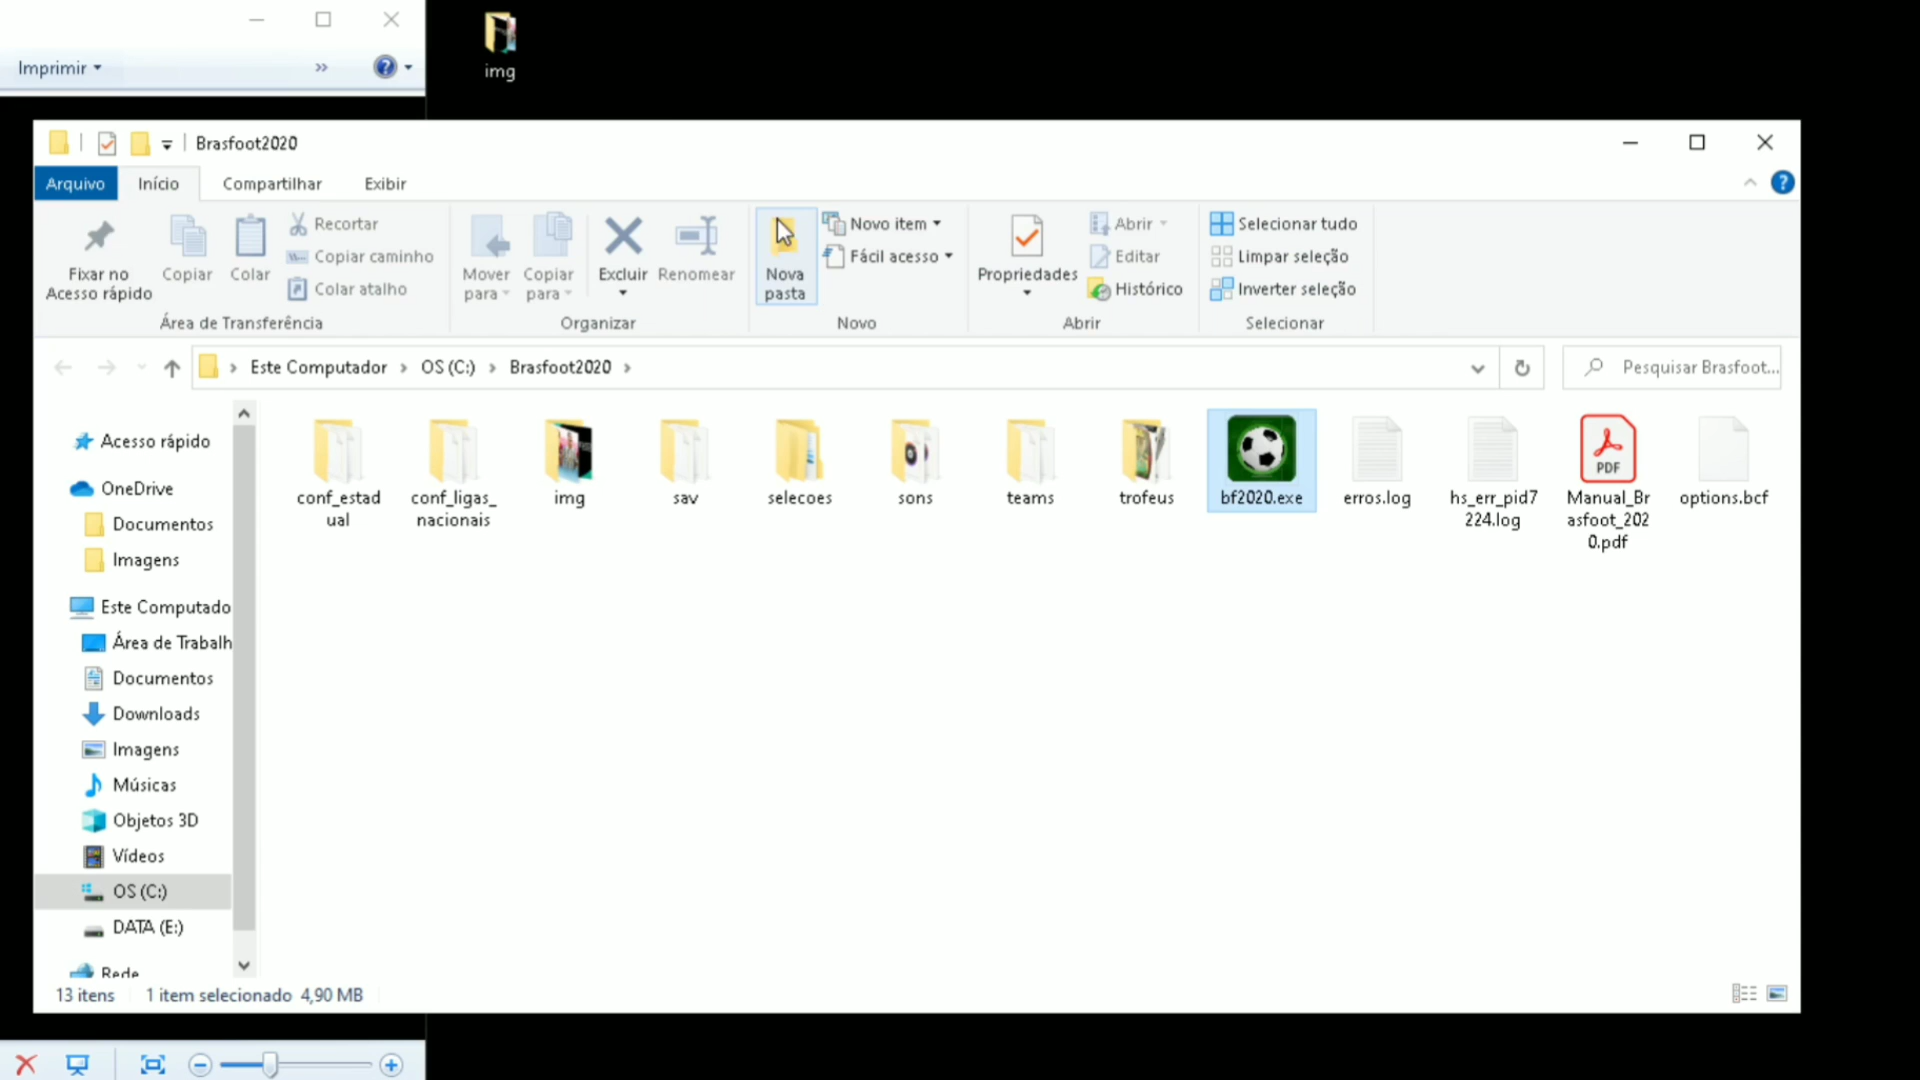 Imprimir
»
img
Brasfoot2020
Arquivo
Início
Compartilhar
Exibir
Fixar no
Acesso rápido
Copiar
Colar
Recortar
Copiar caminho
Colar atalho
Área de Transferência
Mover
para
Copiar
para
Excluir
Renomear
Organizar
Nova
pasta
Novo item
Fácil acesso
Novo
Propriedades
Abrir
Editar
Histórico
Abrir
Selecionar tudo
Limpar seleção
Inverter seleção
Selecionar
Este Computador
OS (C:)
Brasfoot2020
Pesquisar Brasfoot...
Acesso rápido
OneDrive
Documentos
Imagens
Este Computado
Área de Trabalh
Documentos
Downloads
Imagens
Músicas
Objetos 3D
Vídeos
OS (C:)
DATA (E:)
Rede
conf_estad
ual
conf_ligas_
nacionais
img
sav
selecoes
sons
teams
trofeus
bf2020.exe
erros.log
hs_err_pid7
224.log
PDF
Manual_Br
asfoot_202
0.pdf
options.bcf
13 itens
1 item selecionado 4,90 MB